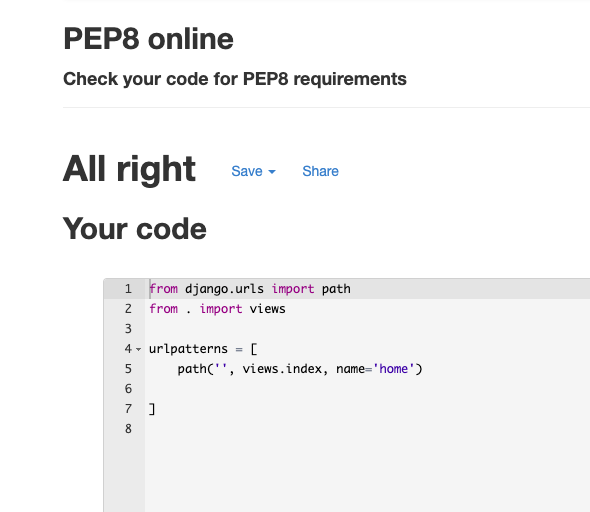 PEP8 online
Check your code for PEP8 requirements
All right Save Share
Your code
1 from django.urls import path
2 from . import views
3
4 urlpatterns = [
5     path('', views.index, name='home')
6
7 ]
8